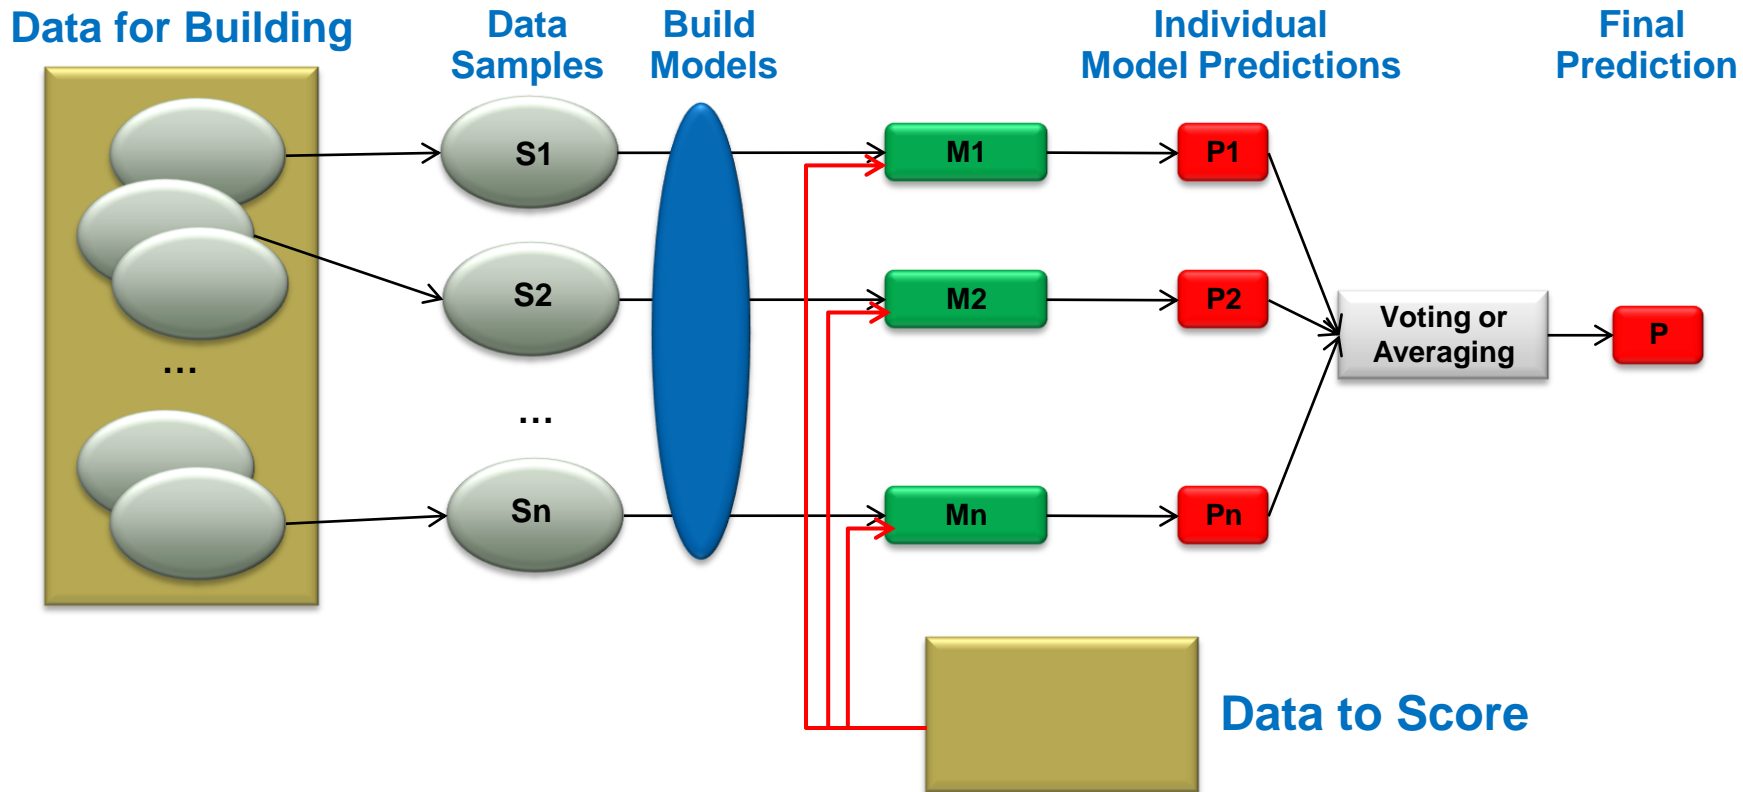 Data for Building
Data
Samples
Build
Models
Individual
Model Predictions
Final
Prediction
S1
M1
P1
S2
M2
P2
Voting or
Averaging
P
...
...
Sn
Mn
Pn
Data to Score